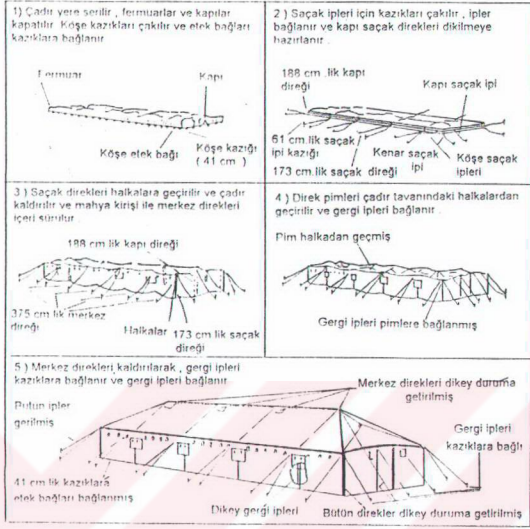 1) Çadır yere serilir , fermuarlar ve kapılar
kapatılır Köşe kazıkları çakılır ve etek bağları
kazıklara bağlanır
Fermuar
Kapı
Köşe etek bağı
Köşe kazığı
( 41 cm )
2 ) Saçak ipleri için kazıkları çakılır , ipler
bağlanır ve kapı saçak direkleri dikilmeye
hazırlanır .
188 cm .lik kapı
direği
Kapı saçak ipi
61 cm.lik saçak
ipi kazığı
Kenar saçak
ipi
Köşe saçak
ipleri
173 cm.lik saçak direği
3 ) Saçak direkleri halkalara geçirilir ve çadır
kaldırılır ve mahya kirişi ile merkez direkleri
içeri sürülür .
188 cm lik kapı direği
375 cm lik merkez
direği
Halkalar
173 cm lik saçak
direği
4 ) Direk pimleri çadır tavanındaki halkalardan
geçirilir ve gergi ipleri bağlanır .
Pim halkadan geçmiş
Gergi ipleri pimlere bağlanmış
5 ) Merkez direkleri kaldırılarak , gergi ipleri
kazıklara bağlanır ve gergi ipleri bağlanır
Merkez direkleri dikey duruma
getirilmiş
Bütün ipler
gerilmiş
Gergi ipleri
kazıklara bağlı
41 cm lik kazıklara
etek bağları bağlanmış
Dikey gergi ipleri
Bütün direkler dikey duruma getirilmiş